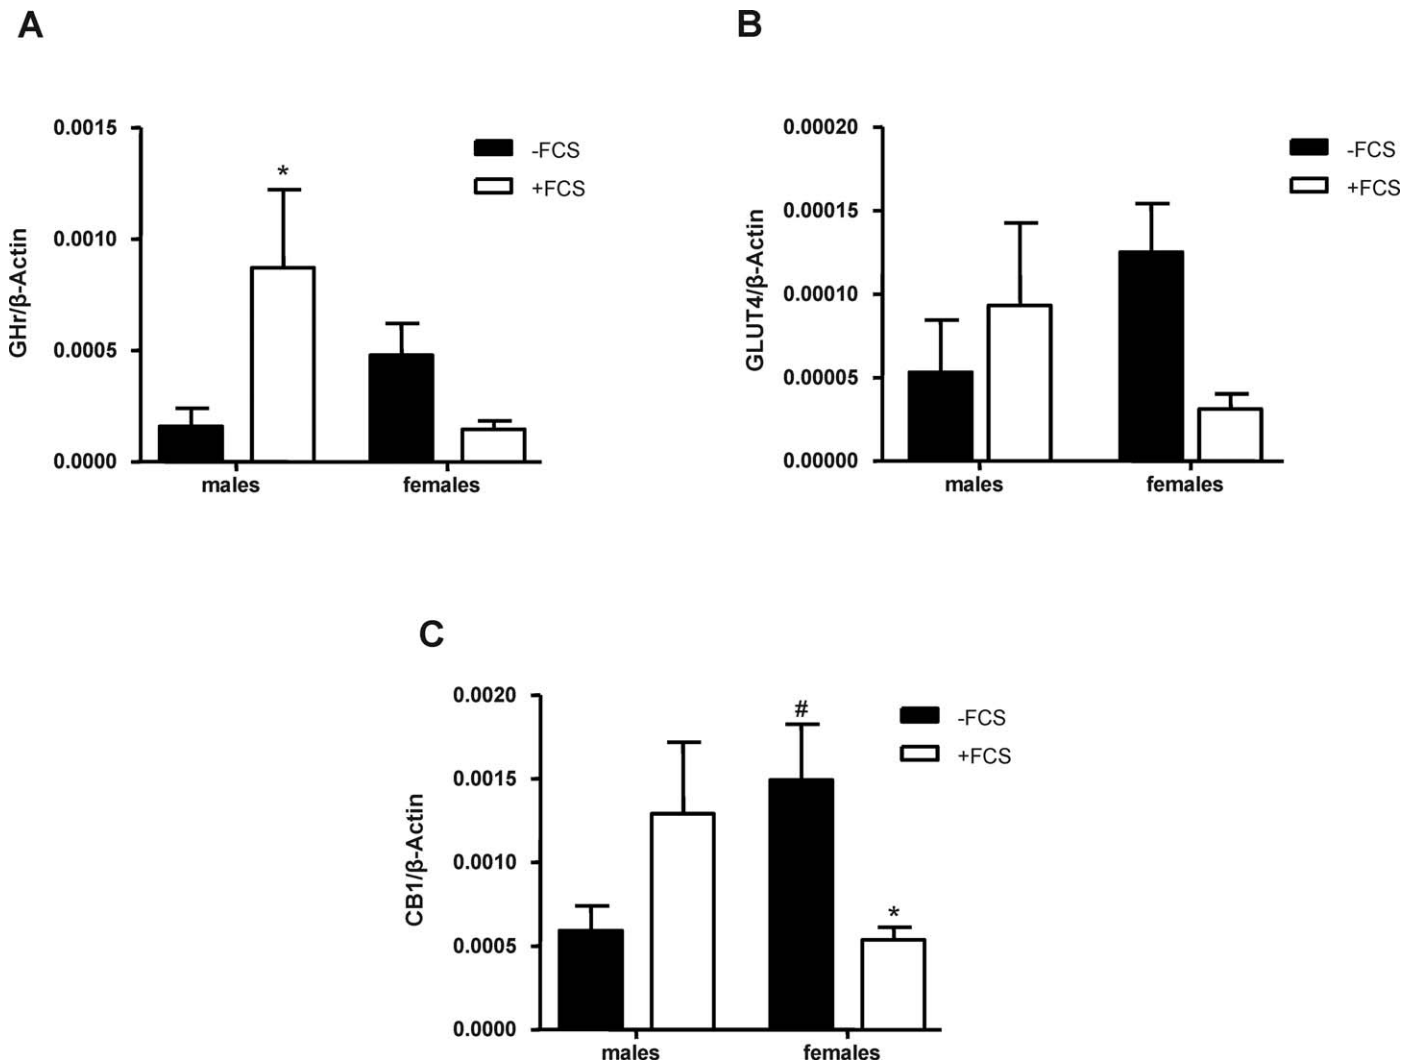 A
B
0.0015
0.0010
0.0005
0.0000
GHr/β-Actin
*
-FCS
+FCS
males
females
0.00020
0.00015
0.00010
0.00005
0.00000
GLUT4/β-Actin
-FCS
+FCS
males
females
C
0.0020
0.0015
0.0010
0.0005
0.0000
CB1/β-Actin
#
*
-FCS
+FCS
males
females